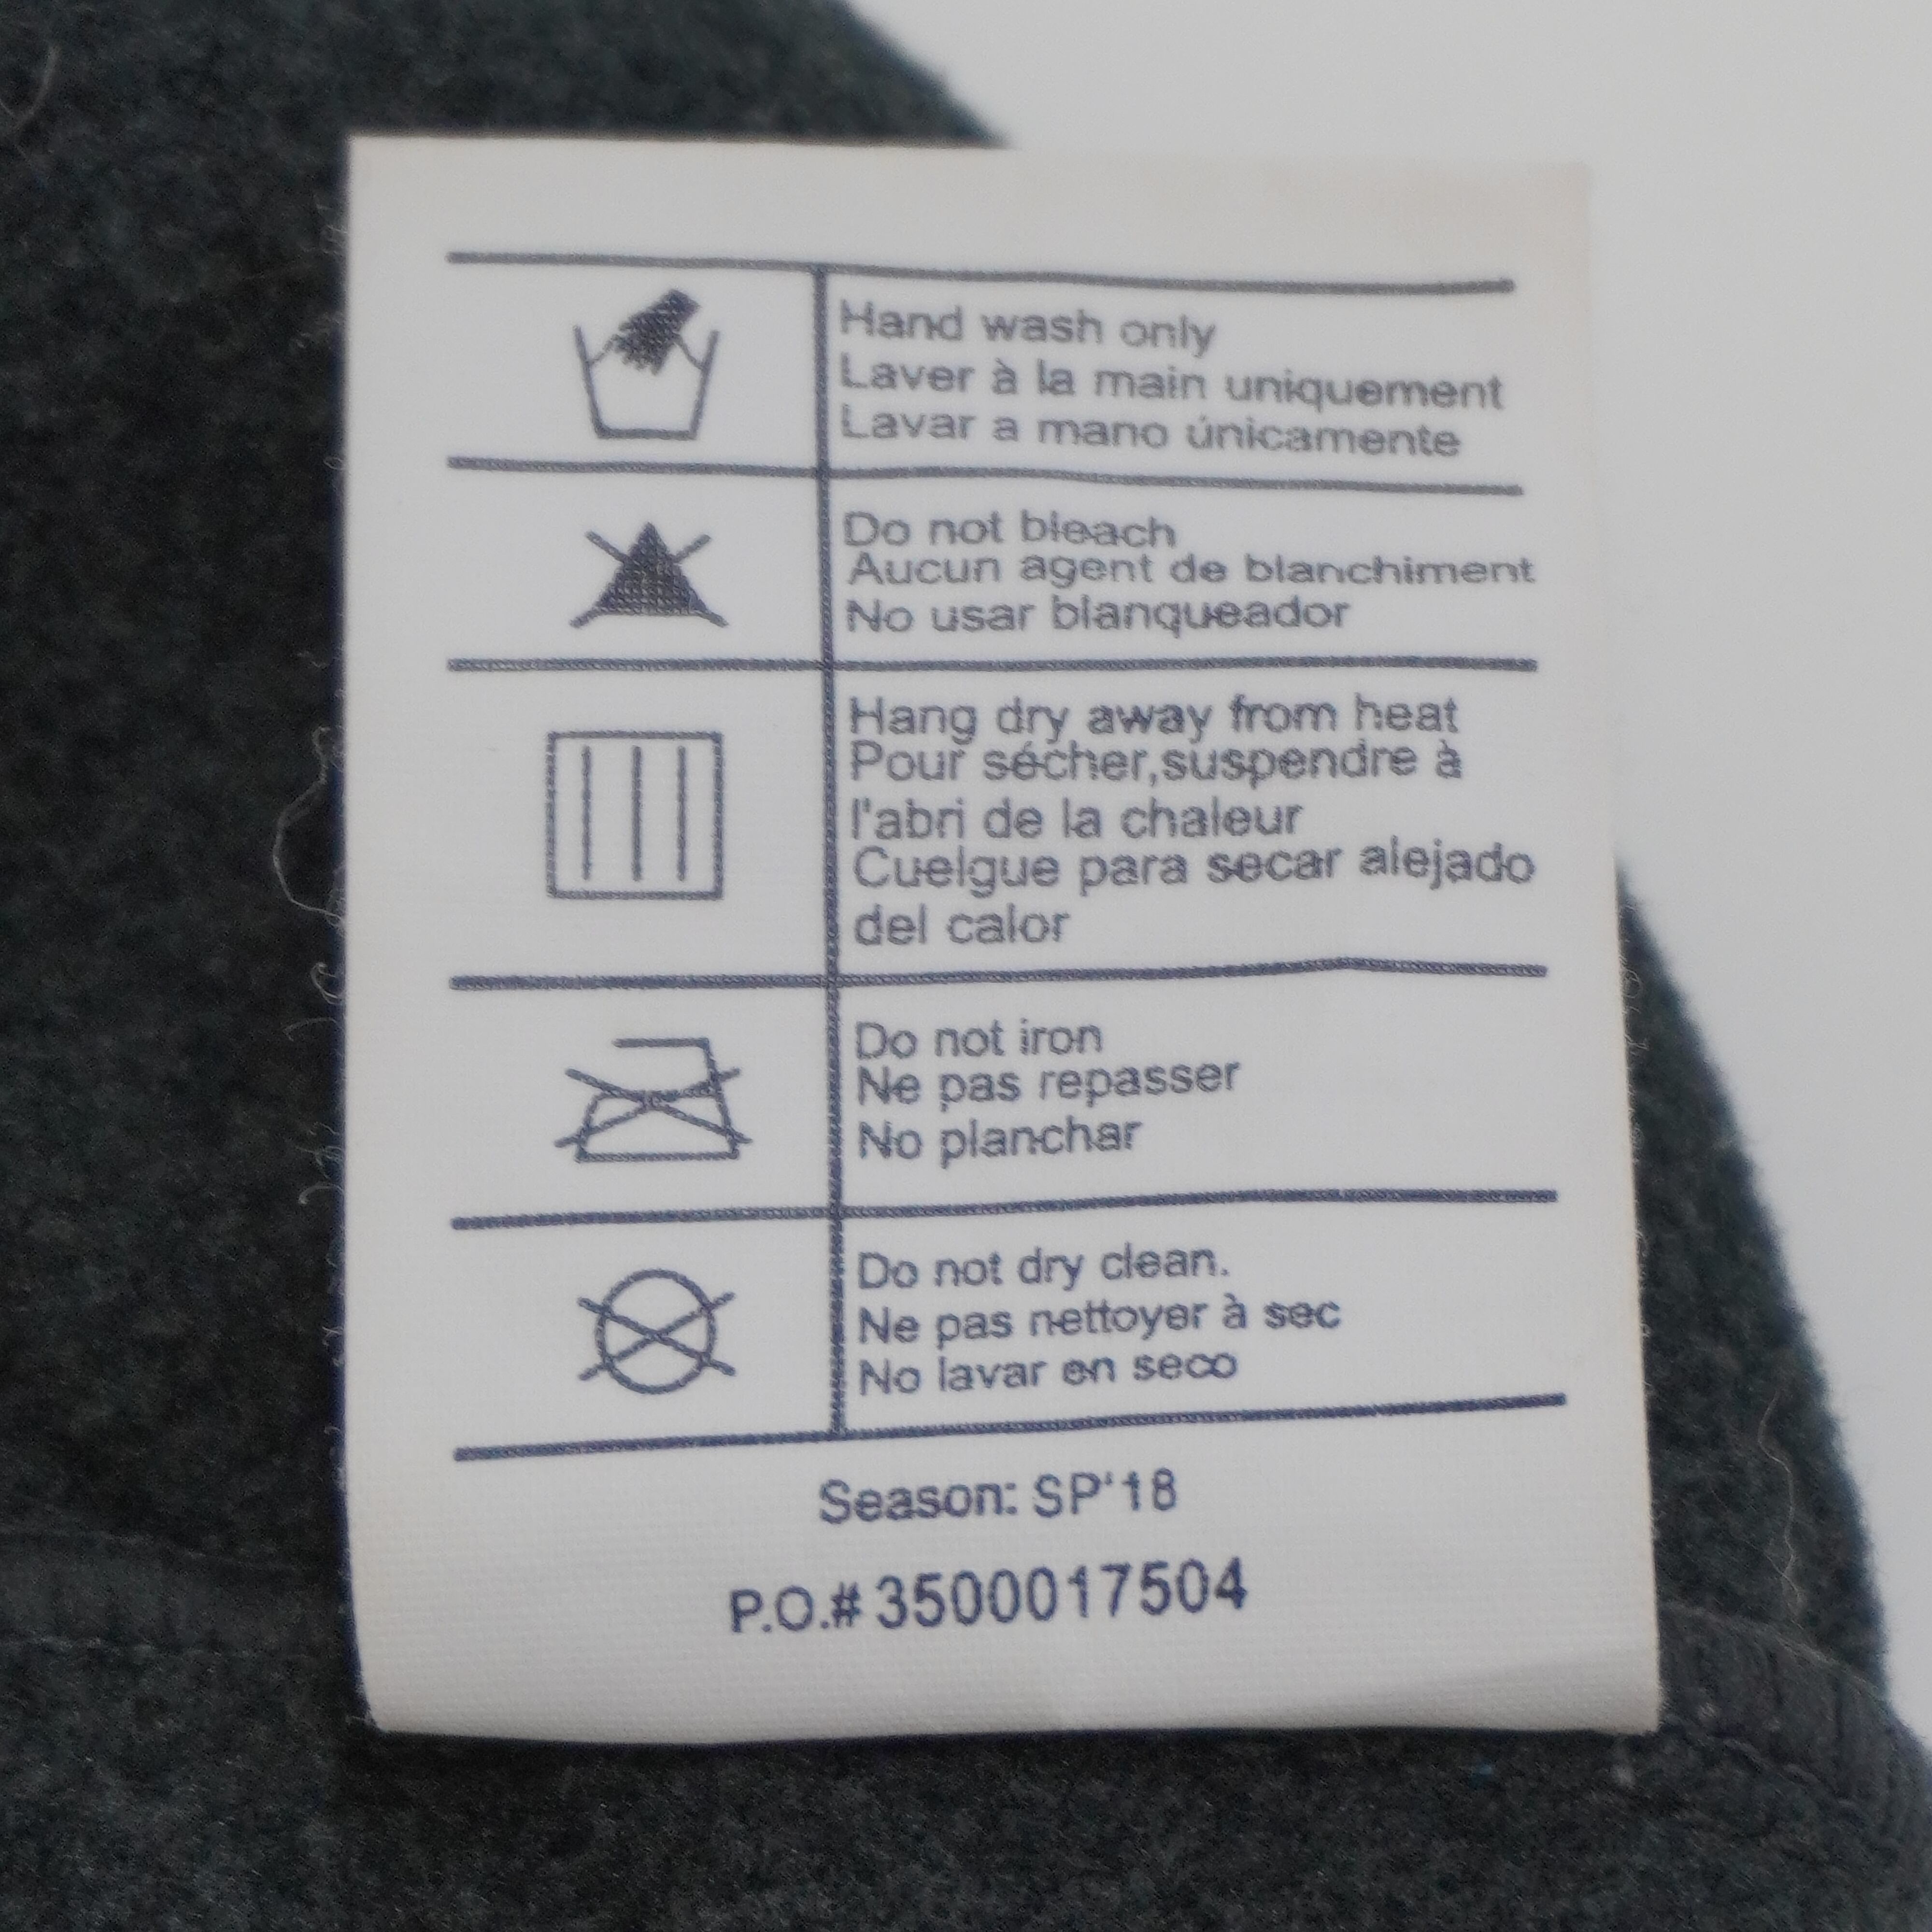 Hand wash only
Laver à la main uniquement
Lavar a mano únicamente
Do not bleach
Aucun agent de blanchiment
No usar blanqueador
Hang dry away from heat
Pour sécher,suspendre à
l'abri de la chaleur
Cuelgue para secar alejado
del calor
Do not iron
Ne pas repasser
No planchar
Do not dry clean.
Ne pas nettoyer à sec
No lavar en seco
Season: SP'18
P.O.# 3500017504